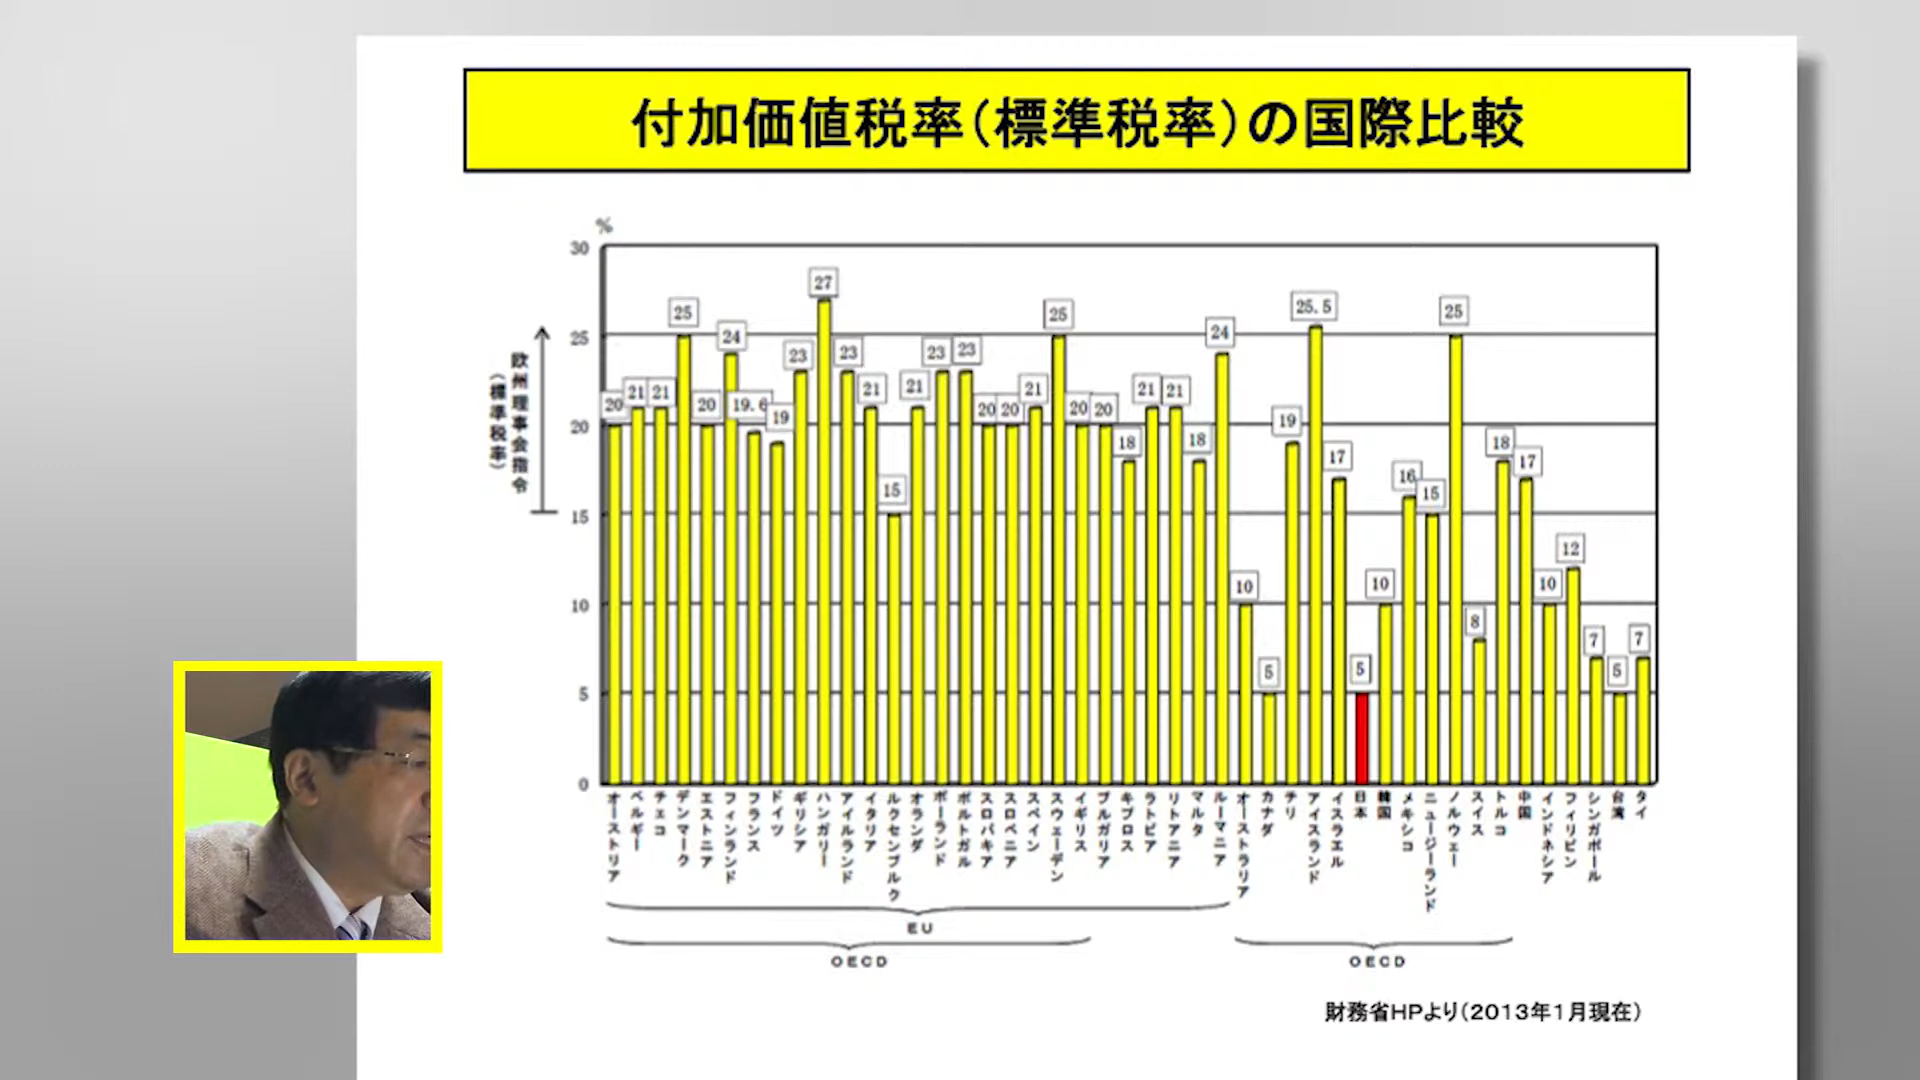 付加価値税率(標準税率)の国際比較
%
30
25
20
15
10
5
0
欧州理事会指令
(標準税率)
20
21
21
25
20
24
19.6
19
23
27
23
21
15
21
23
23
20
20
21
25
20
20
18
21
21
18
24
10
5
19
25.5
17
5
10
16
15
25
8
18
17
10
12
7
5
7
オーストリア
ベルギー
チェコ
デンマーク
エストニア
フィンランド
フランス
ドイツ
ギリシア
ハンガリー
アイルランド
イタリア
ルクセンブルク
オランダ
ポーランド
ポルトガル
スロバキア
スロベニア
スペイン
スウェーデン
イギリス
ブルガリア
キプロス
ラトビア
リトアニア
マルタ
ルーマニア
オーストラリア
カナダ
チリ
アイスランド
イスラエル
日本
韓国
メキシコ
ニュージーランド
ノルウェー
スイス
トルコ
中国
インドネシア
フィリピン
シンガポール
台湾
タイ
EU
OECD
OECD
財務省HPより(2013年1月現在)